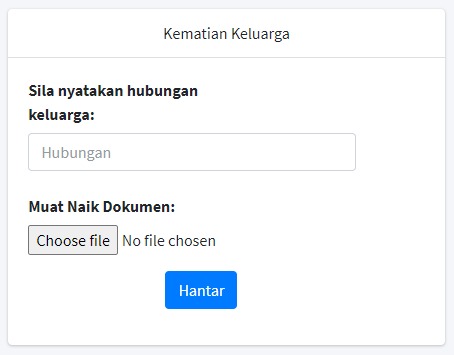 Kematian Keluarga
Sila nyatakan hubungan
keluarga:
Hubungan
Muat Naik Dokumen:
Choose file No file chosen
Hantar